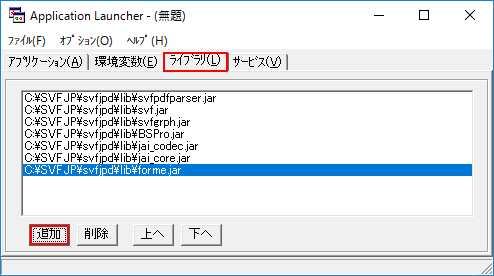 Application Launcher - (無題)
ﾌｧｲﾙ(F) ｵﾌﾟｼｮﾝ(O) ﾍﾙﾌﾟ(H)
ｱﾌﾟﾘｹｰｼｮﾝ(A) 環境変数(E) ﾗｲﾌﾞﾗﾘ(L) ｻｰﾋﾞｽ(V)
C:¥SVFJP¥svfjpd¥lib¥svfpdfparser.jar
C:¥SVFJP¥svfjpd¥lib¥svf.jar
C:¥SVFJP¥svfjpd¥lib¥svfgrph.jar
C:¥SVFJP¥svfjpd¥lib¥BSPro.jar
C:¥SVFJP¥svfjpd¥lib¥jai_codec.jar
C:¥SVFJP¥svfjpd¥lib¥jai_core.jar
C:¥SVFJP¥svfjpd¥lib¥forme.jar
追加 削除 上へ 下へ